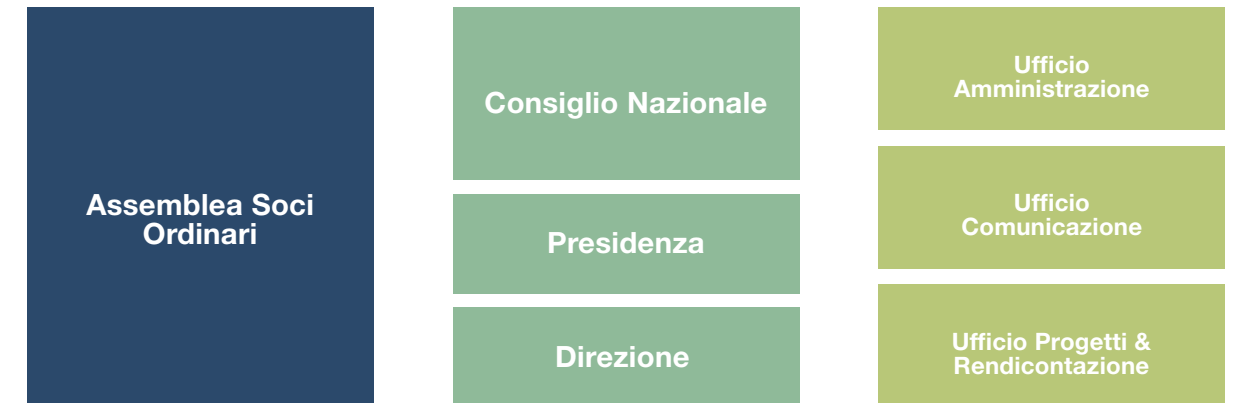 Assemblea Soci
Ordinari
Consiglio Nazionale
Presidenza
Direzione
Ufficio
Amministrazione
Ufficio
Comunicazione
Ufficio Progetti &
Rendicontazione